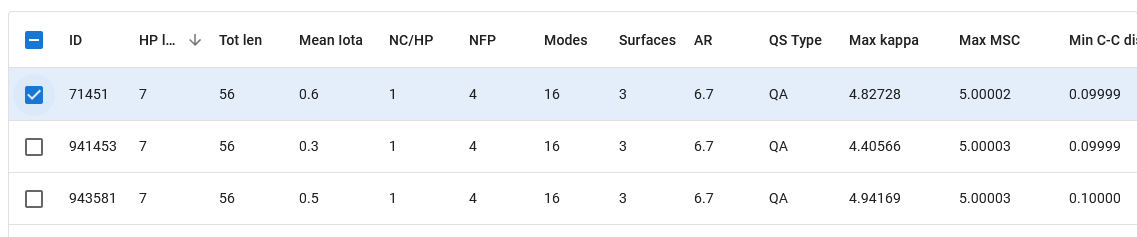 ID HP l... Tot len Mean Iota NC/HP NFP Modes Surfaces AR QS Type Max kappa Max MSC Min C-C dis
71451 7 56 0.6 1 4 16 3 6.7 QA 4.82728 5.00002 0.09999
941453 7 56 0.3 1 4 16 3 6.7 QA 4.40566 5.00003 0.09999
943581 7 56 0.5 1 4 16 3 6.7 QA 4.94169 5.00003 0.10000